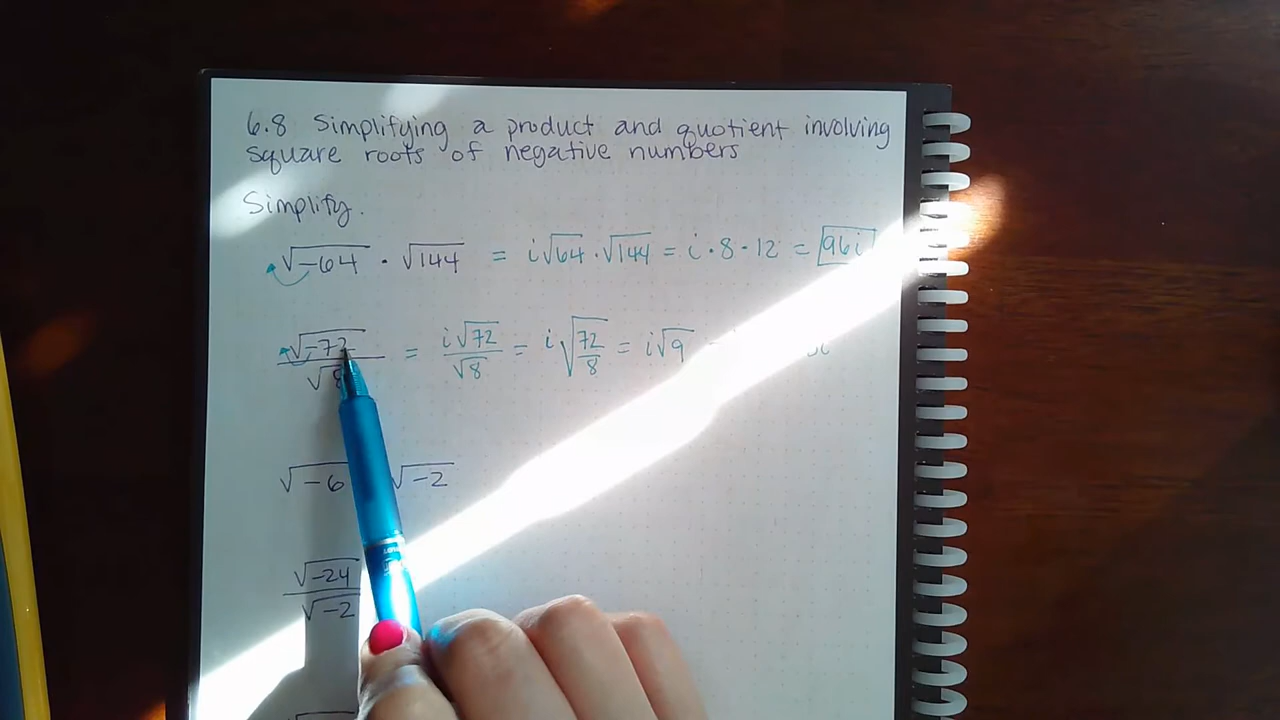 6.8 Simplifying a product and quotient involving
square roots of negative numbers
Simplify.
√-64 · √144 = i√64 · √144 = i · 8 · 12 = 96i
√-72 / √8 = i√72 / √8 = i√(72/8) = i√9
√-6 √-2
√-24 / √-2